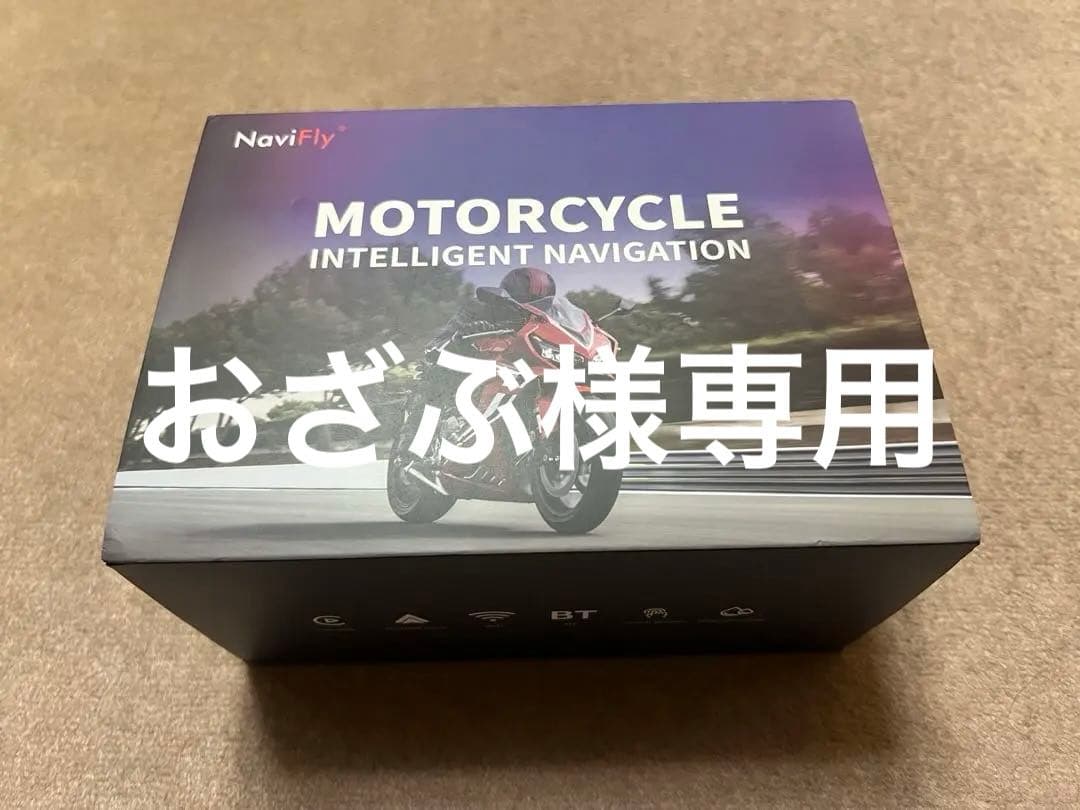 NaviFly
MOTORCYCLE
INTELLIGENT NAVIGATION
おざぶ様専用
BT